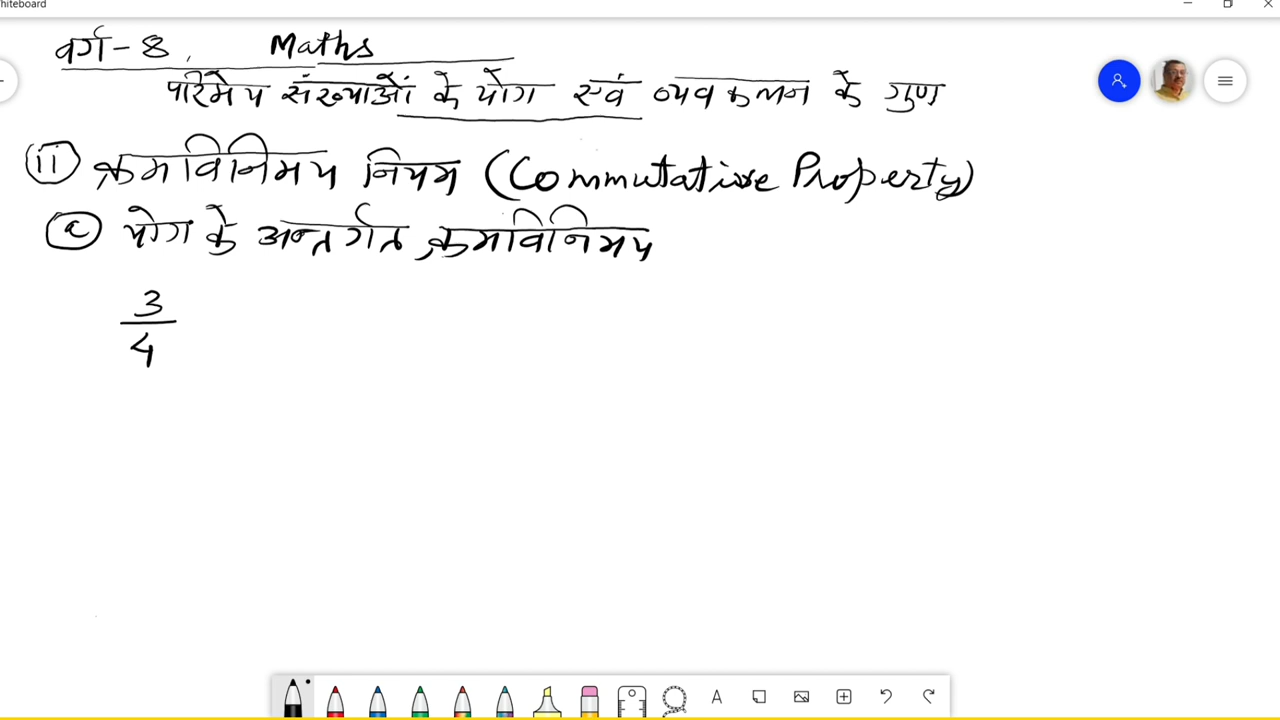 hiteboard
वर्ग - 8, Maths
परिमेय संख्याओं के योग एवं व्यवकलन के गुण
(ii) क्रमविनिमय नियम (Commutative Property)
(a) योग के अन्तर्गत क्रमविनिमय
3
4
A